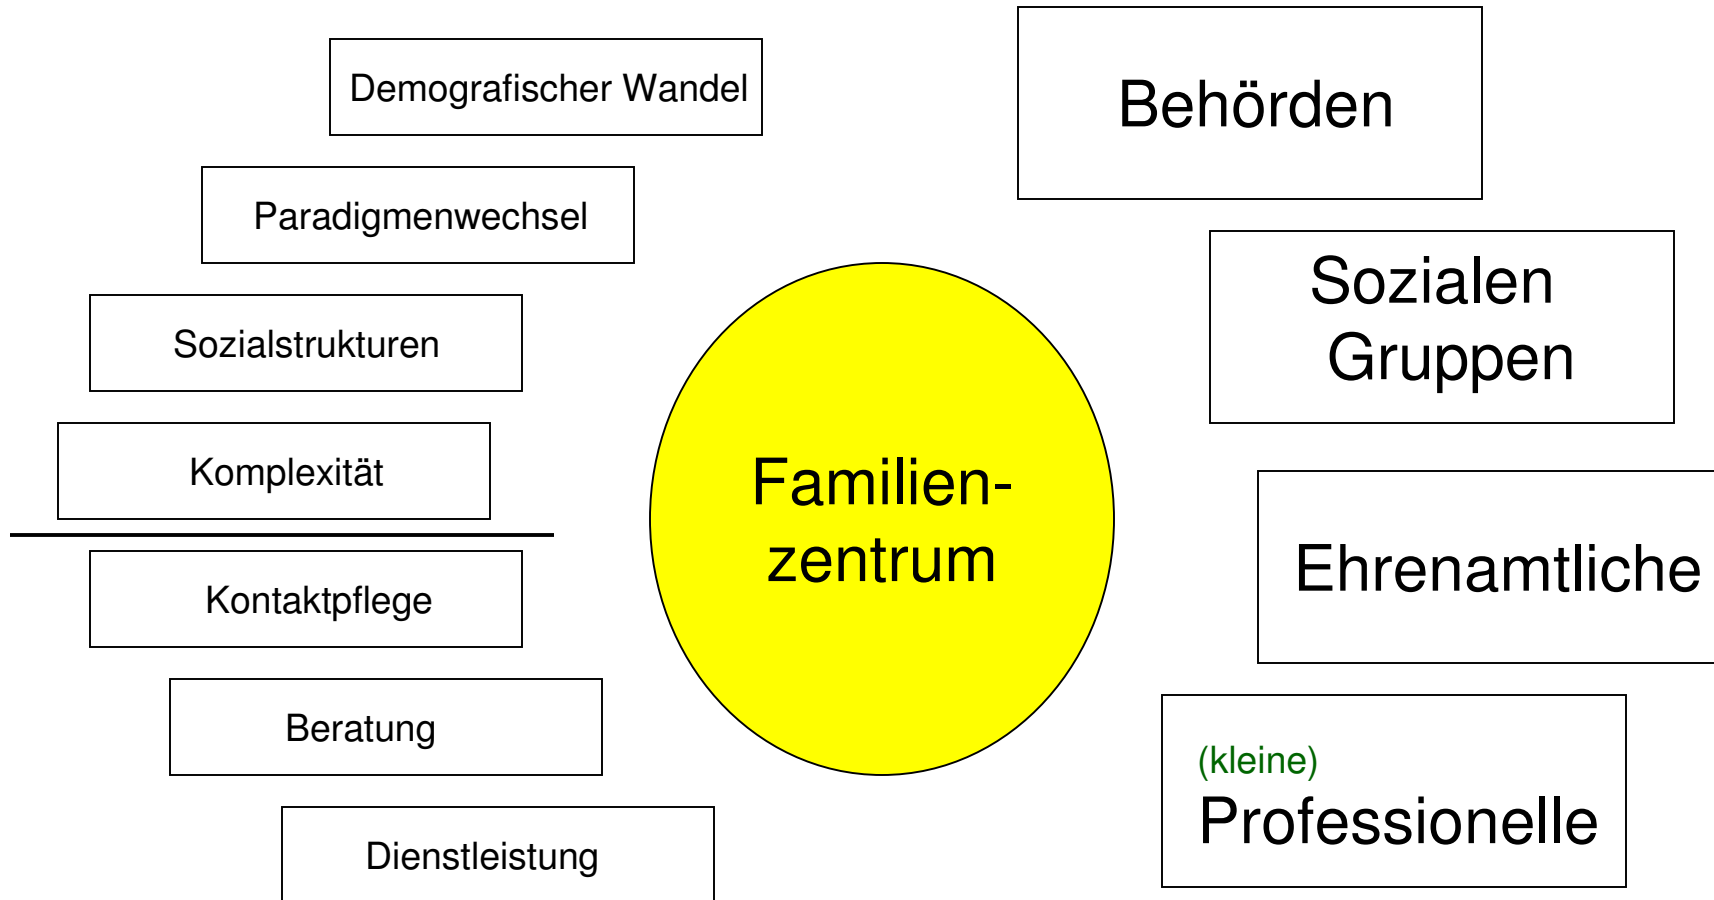 Demografischer Wandel
Paradigmenwechsel
Sozialstrukturen
Komplexität
Kontaktpflege
Beratung
Dienstleistung
Familien-
zentrum
Behörden
Sozialen
Gruppen
Ehrenamtliche
(kleine)
Professionelle